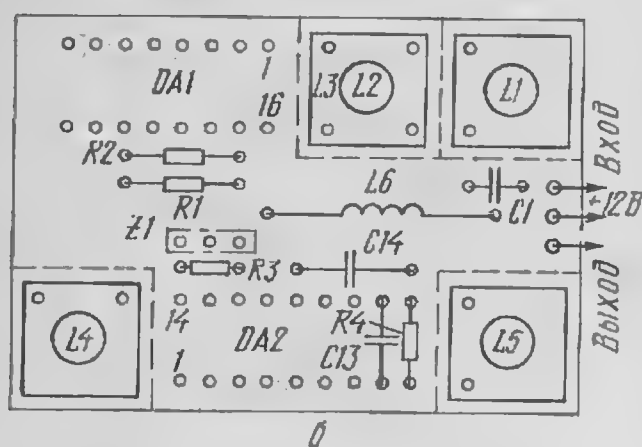 DA1
1
16
L3
L2
L1
Вход
R2
R1
L6
C1
+12В
Z1
C14
R3
Выход
L4
14
1
DA2
R4
C13
L5
б